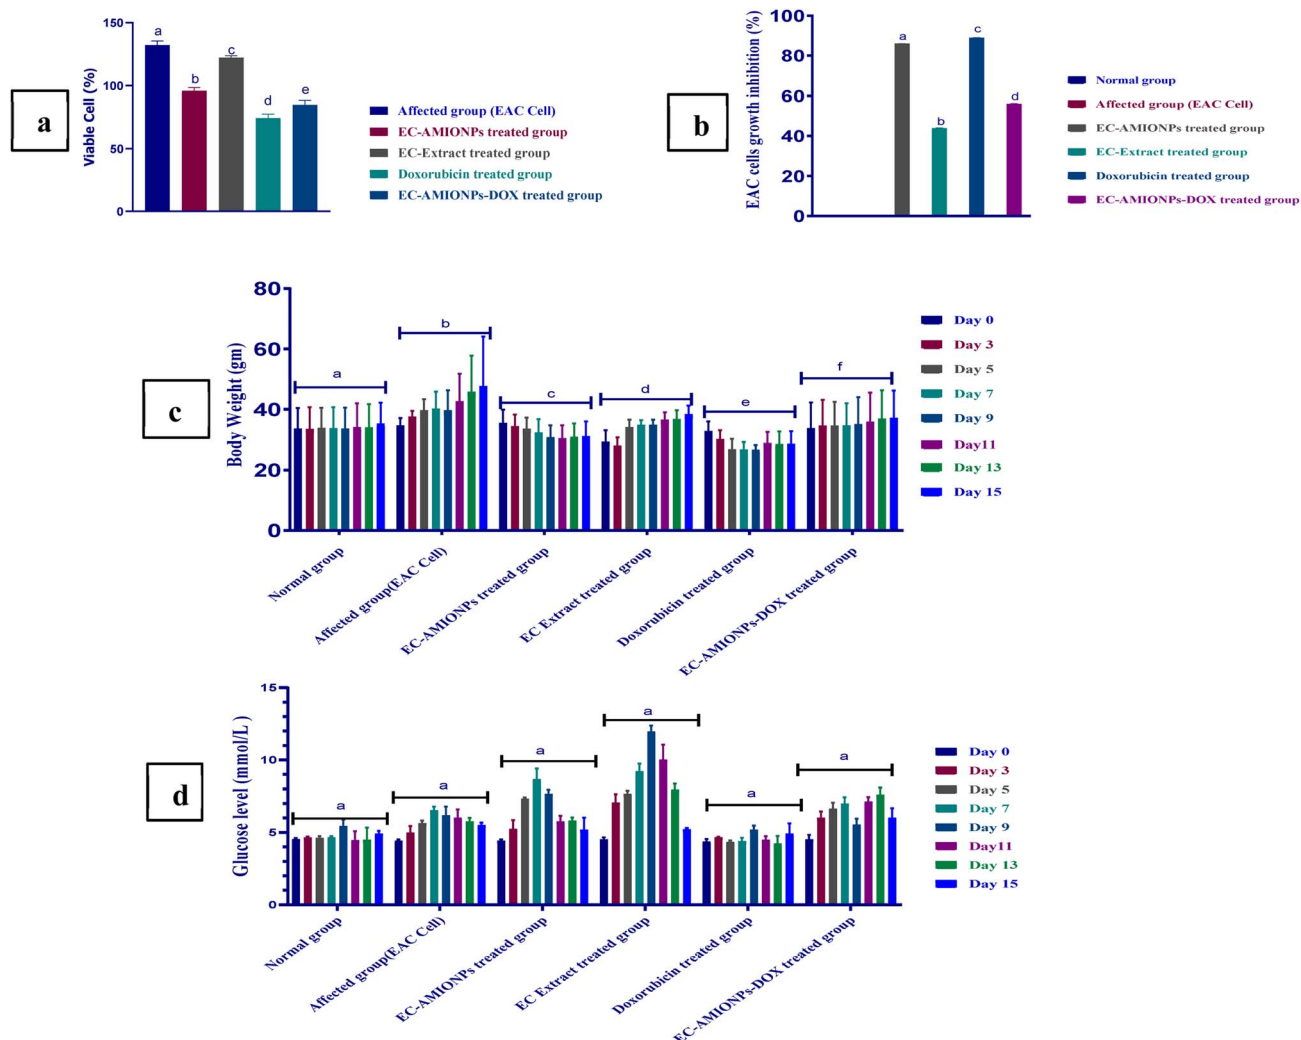 a
Viable Cell (%)
150
100
50
0
a
b
c
d
e
Affected group (EAC Cell)
EC-AMIONPs treated group
EC-Extract treated group
Doxorubicin treated group
EC-AMIONPs-DOX treated group
b
EAC cells growth inhibition (%)
100
80
60
40
20
0
a
b
c
d
Normal group
Affected group (EAC Cell)
EC-AMIONPs treated group
EC-Extract treated group
Doxorubicin treated group
EC-AMIONPs-DOX treated group
c
Body Weight (gm)
80
60
40
20
0
a
b
c
d
e
f
Normal group
Affected group(EAC Cell)
EC-AMIONPs treated group
EC Extract treated group
Doxorubicin treated group
EC-AMIONPs-DOX treated group
Day 0
Day 3
Day 5
Day 7
Day 9
Day11
Day 13
Day 15
d
Glucose level (mmol/L )
15
10
5
0
a
a
a
a
a
a
Normal group
Affected group(EAC Cell)
EC-AMIONPs treated group
EC Extract treated group
Doxorubicin treated group
EC-AMIONPs-DOX treated group
Day 0
Day 3
Day 5
Day 7
Day 9
Day11
Day 13
Day 15